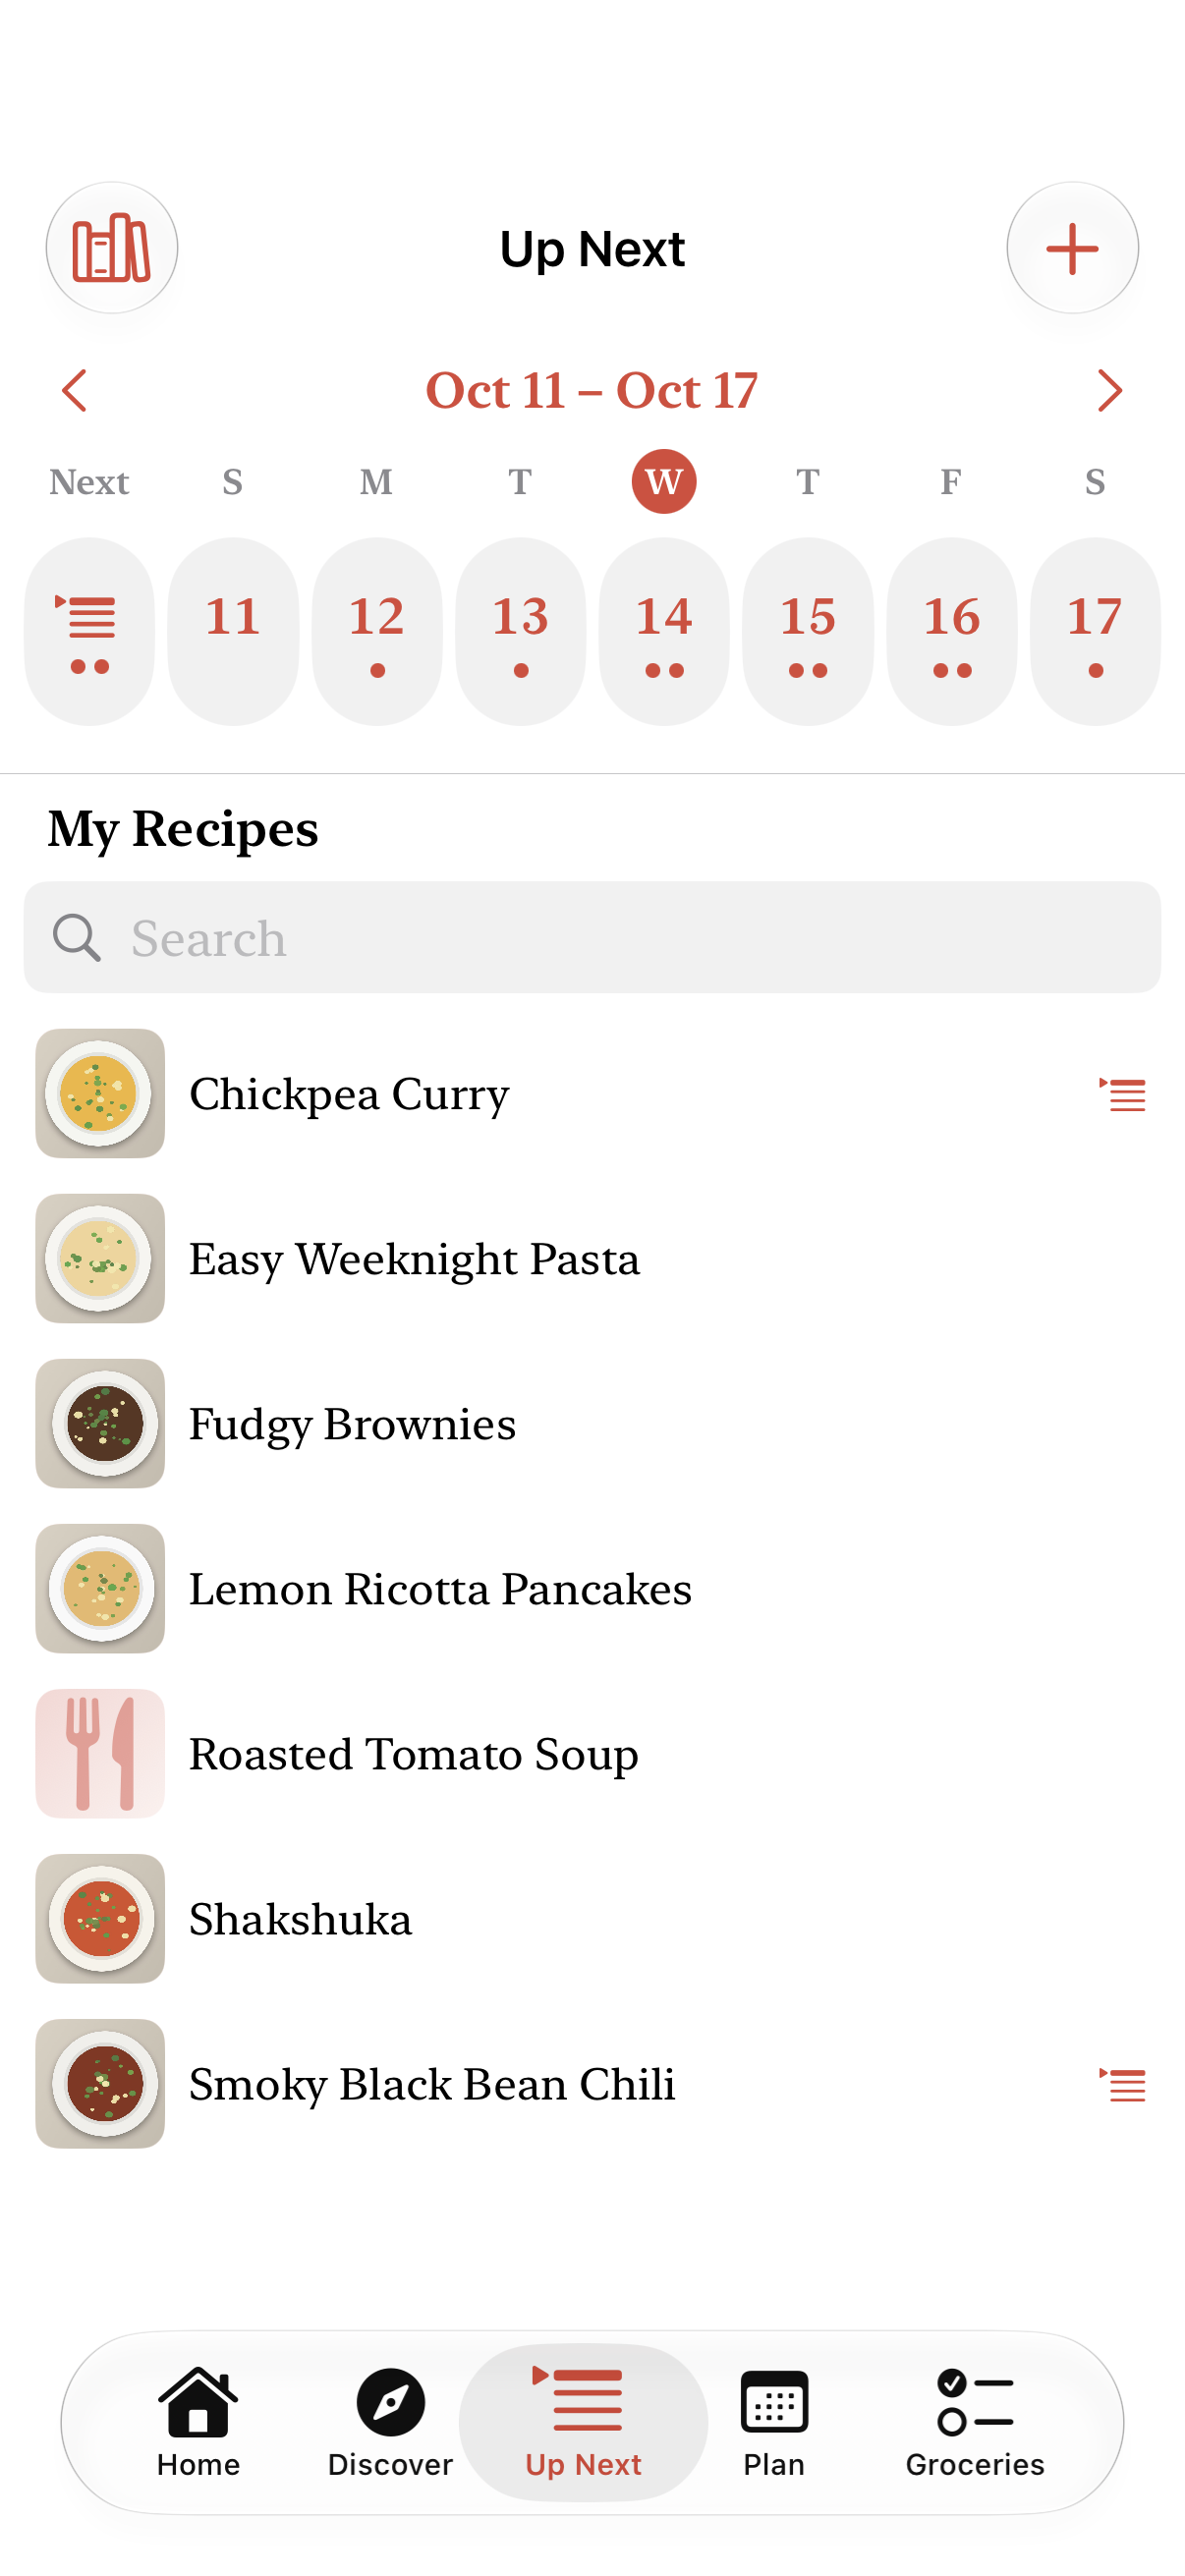 Up Next
Oct 11 – Oct 17
Next S M T W T F S
11 12 13 14 15 16 17
My Recipes
Search
Chickpea Curry
Easy Weeknight Pasta
Fudgy Brownies
Lemon Ricotta Pancakes
Roasted Tomato Soup
Shakshuka
Smoky Black Bean Chili
Home Discover Up Next Plan Groceries